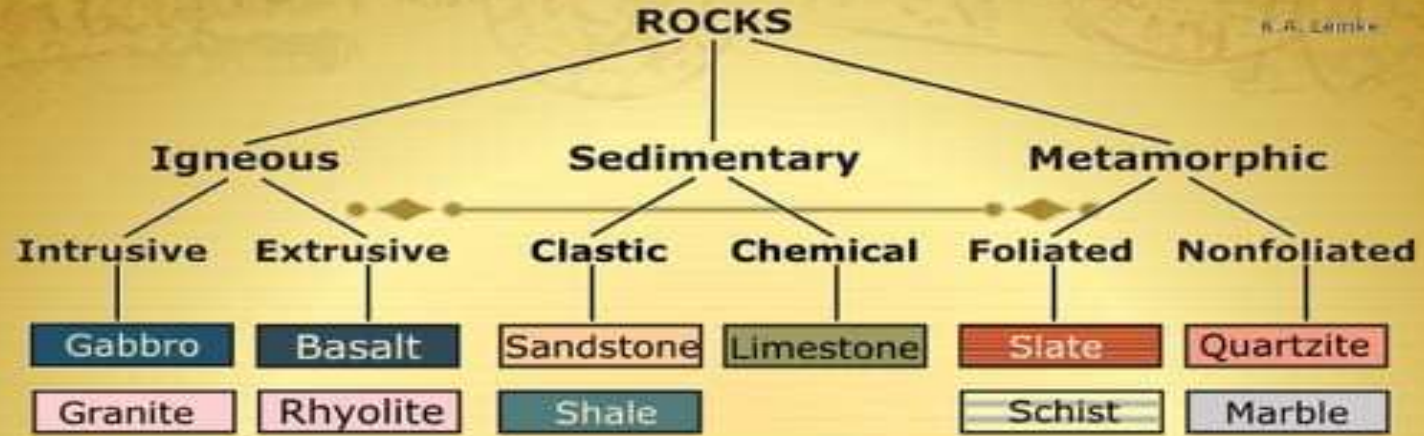 ROCKS
K.A. Lemke
Igneous Sedimentary Metamorphic
Intrusive Extrusive Clastic Chemical Foliated Nonfoliated
Gabbro Basalt Sandstone Limestone Slate Quartzite
Granite Rhyolite Shale Schist Marble